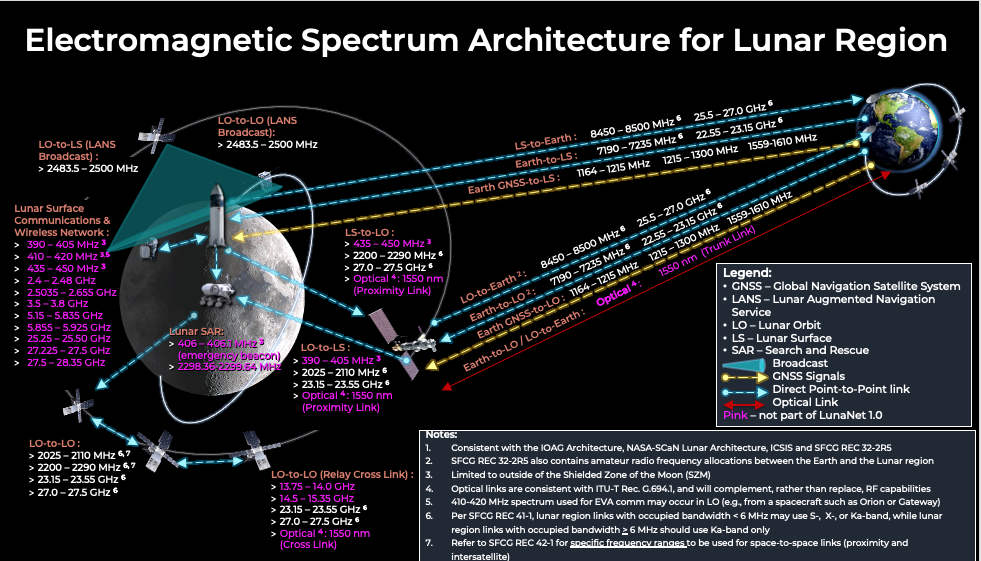 Electromagnetic Spectrum Architecture for Lunar Region
LO-to-LO (LANS
Broadcast):
> 2483.5 – 2500 MHz
LO-to-LS (LANS
Broadcast) :
> 2483.5 – 2500 MHz
LS-to-Earth : 8450 – 8500 MHz 6 25.5 – 27.0 GHz 6
Earth-to-LS : 7190 – 7235 MHz 6 22.55 – 23.15 GHz 6
Earth GNSS-to-LS : 1164 – 1215 MHz 1215 – 1300 MHz 1559-1610 MHz
Lunar Surface
Communications &
Wireless Network :
> 390 – 405 MHz 3
> 410 – 420 MHz 3,5
> 435 – 450 MHz 3
> 2.4 – 2.48 GHz
> 2.5035 – 2.655 GHz
> 3.5 – 3.8 GHz
> 5.15 – 5.835 GHz
> 5.855 – 5.925 GHz
> 25.25 – 25.50 GHz
> 27.225 – 27.5 GHz
> 27.5 – 28.35 GHz
LS-to-LO :
> 435 – 450 MHz 3
> 2200 – 2290 MHz 6
> 27.0 – 27.5 GHz 6
> Optical 4 : 1550 nm
(Proximity Link)
LO-to-Earth 2 : 8450 – 8500 MHz 6 25.5 – 27.0 GHz 6
Earth-to-LO 2 : 7190 – 7235 MHz 6 22.55 – 23.15 GHz 6
Earth GNSS-to-LO : 1164 – 1215 MHz 1215 – 1300 MHz 1559-1610 MHz
Earth-to-LO / LO-to-Earth : Optical 4 : 1550 nm (Trunk Link)
Lunar SAR:
> 406 – 406.1 MHz 3
(emergency beacon)
> 2298.36-2299.64 MHz
LO-to-LS :
> 390 – 405 MHz 3
> 2025 – 2110 MHz 6
> 23.15 – 23.55 GHz 6
> Optical 4 : 1550 nm
(Proximity Link)
LO-to-LO :
> 2025 – 2110 MHz 6,7
> 2200 – 2290 MHz 6,7
> 23.15 – 23.55 GHz 6
> 27.0 – 27.5 GHz 6
LO-to-LO (Relay Cross Link) :
> 13.75 – 14.0 GHz
> 14.5 – 15.35 GHz
> 23.15 – 23.55 GHz 6
> 27.0 – 27.5 GHz 6
> Optical 4 : 1550 nm
(Cross Link)
Legend:
• GNSS – Global Navigation Satellite System
• LANS – Lunar Augmented Navigation
Service
• LO – Lunar Orbit
• LS – Lunar Surface
• SAR – Search and Rescue
Broadcast
GNSS Signals
Direct Point-to-Point link
Optical Link
Pink – not part of LunaNet 1.0
Notes:
1. Consistent with the IOAG Architecture, NASA-SCaN Lunar Architecture, ICSIS and SFCG REC 32-2R5
2. SFCG REC 32-2R5 also contains amateur radio frequency allocations between the Earth and the Lunar region
3. Limited to outside of the Shielded Zone of the Moon (SZM)
4. Optical links are consistent with ITU-T Rec. G.694.1, and will complement, rather than replace, RF capabilities
5. 410-420 MHz spectrum used for EVA comm may occur in LO (e.g., from a spacecraft such as Orion or Gateway)
6. Per SFCG REC 41-1, lunar region links with occupied bandwidth < 6 MHz may use S-, X-, or Ka-band, while lunar
region links with occupied bandwidth ≥ 6 MHz should use Ka-band only
7. Refer to SFCG REC 42-1 for specific frequency ranges to be used for space-to-space links (proximity and
intersatellite)